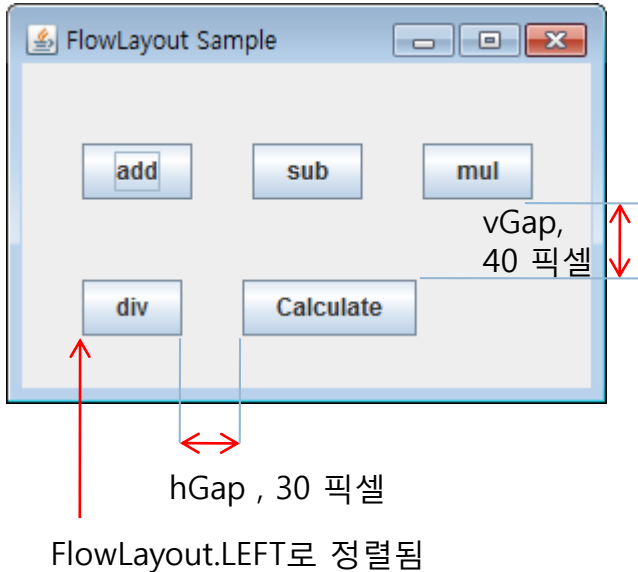 FlowLayout Sample
add sub mul
vGap,
40 픽셀
div Calculate
hGap , 30 픽셀
FlowLayout.LEFT로 정렬됨